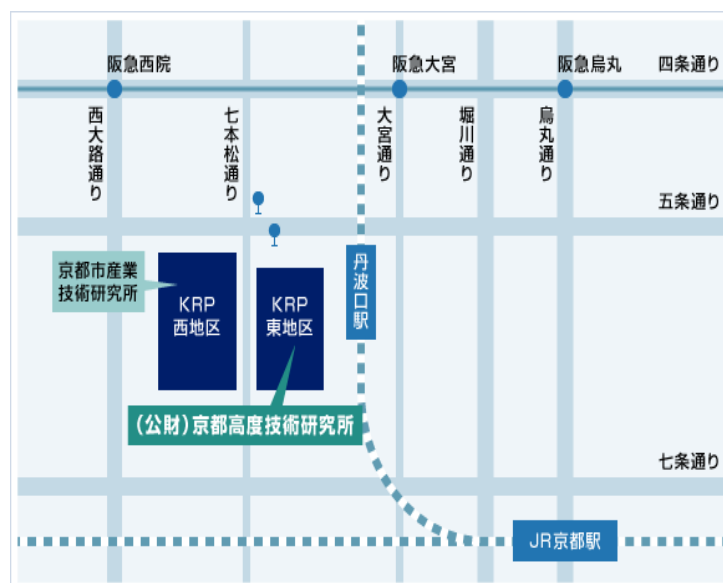 阪急西院
阪急大宮
阪急烏丸
四条通り
西大路通り
七本松通り
大宮通り
堀川通り
烏丸通り
五条通り
京都市産業
技術研究所
KRP
西地区
KRP
東地区
丹波口駅
(公財)京都高度技術研究所
七条通り
JR京都駅